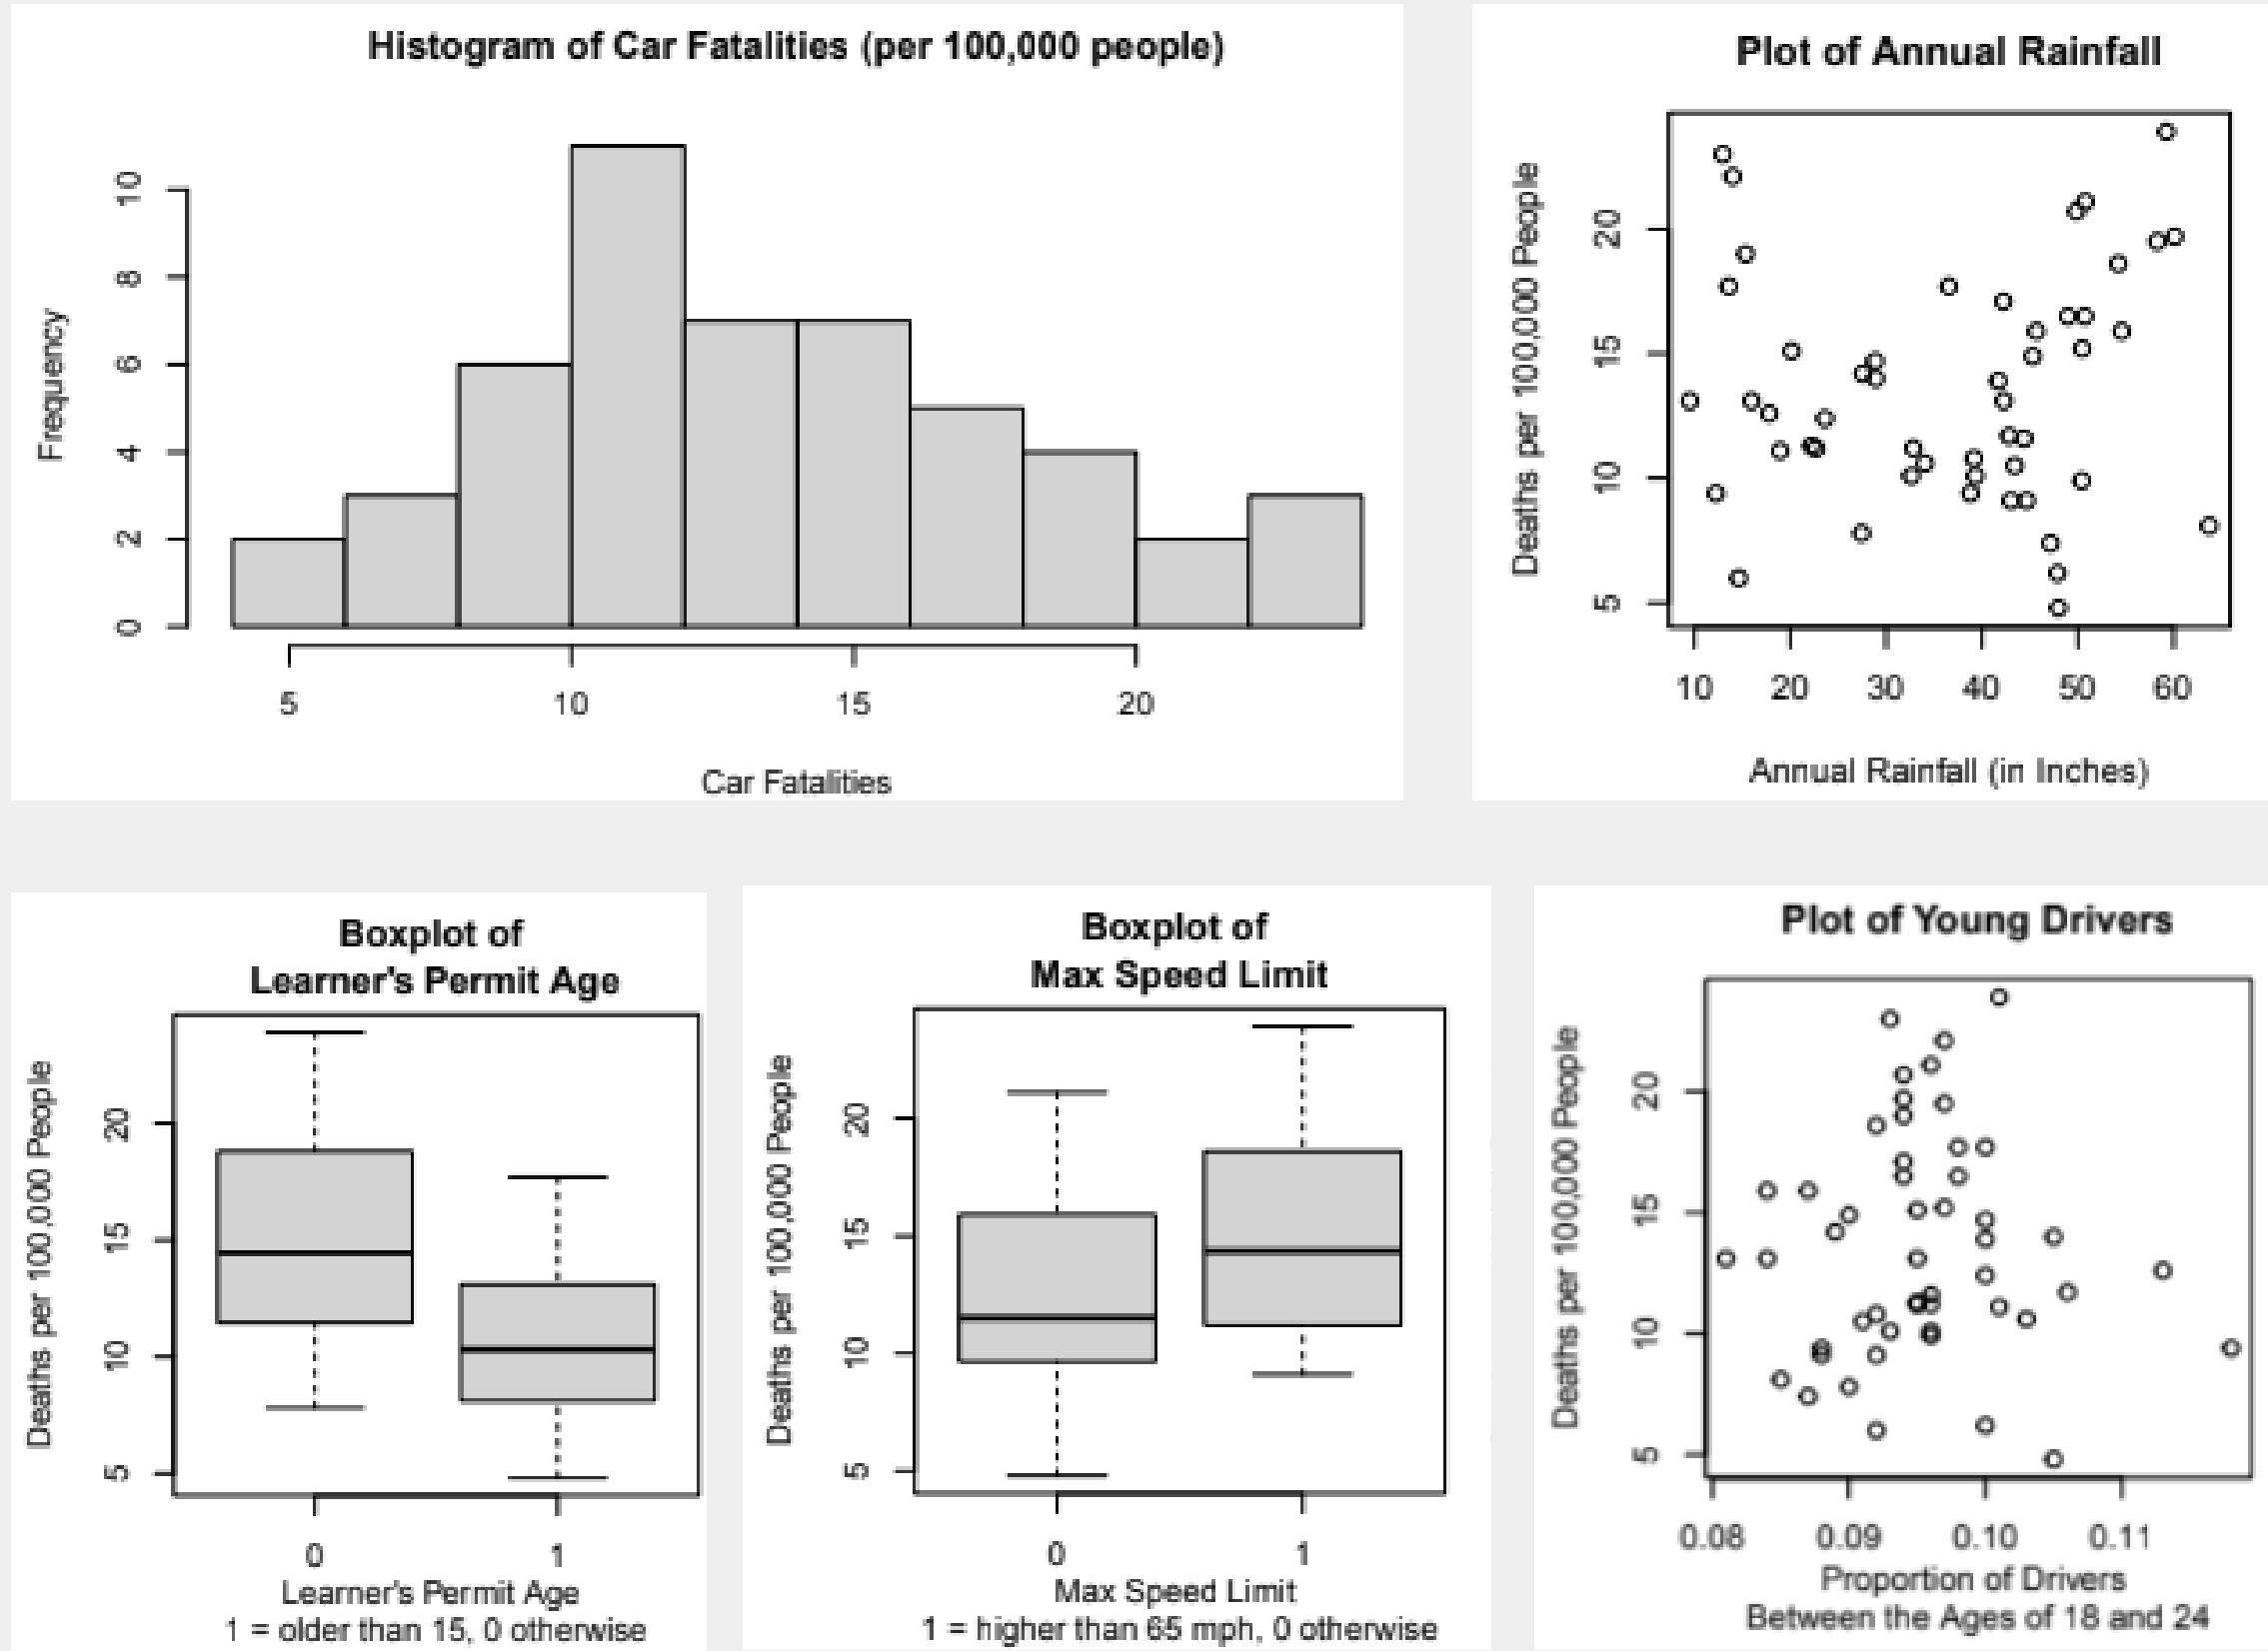 Histogram of Car Fatalities (per 100,000 people)
Frequency
0 2 4 6 8 10
5 10 15 20
Car Fatalities
Plot of Annual Rainfall
Deaths per 100,000 People
5 10 15 20
10 20 30 40 50 60
Annual Rainfall (in Inches)
Boxplot of
Learner's Permit Age
Deaths per 100,000 People
5 10 15 20
0 1
Learner's Permit Age
1 = older than 15, 0 otherwise
Boxplot of
Max Speed Limit
Deaths per 100,000 People
5 10 15 20
0 1
Max Speed Limit
1 = higher than 65 mph, 0 otherwise
Plot of Young Drivers
Deaths per 100,000 People
5 10 15 20
0.08 0.09 0.10 0.11
Proportion of Drivers
Between the Ages of 18 and 24